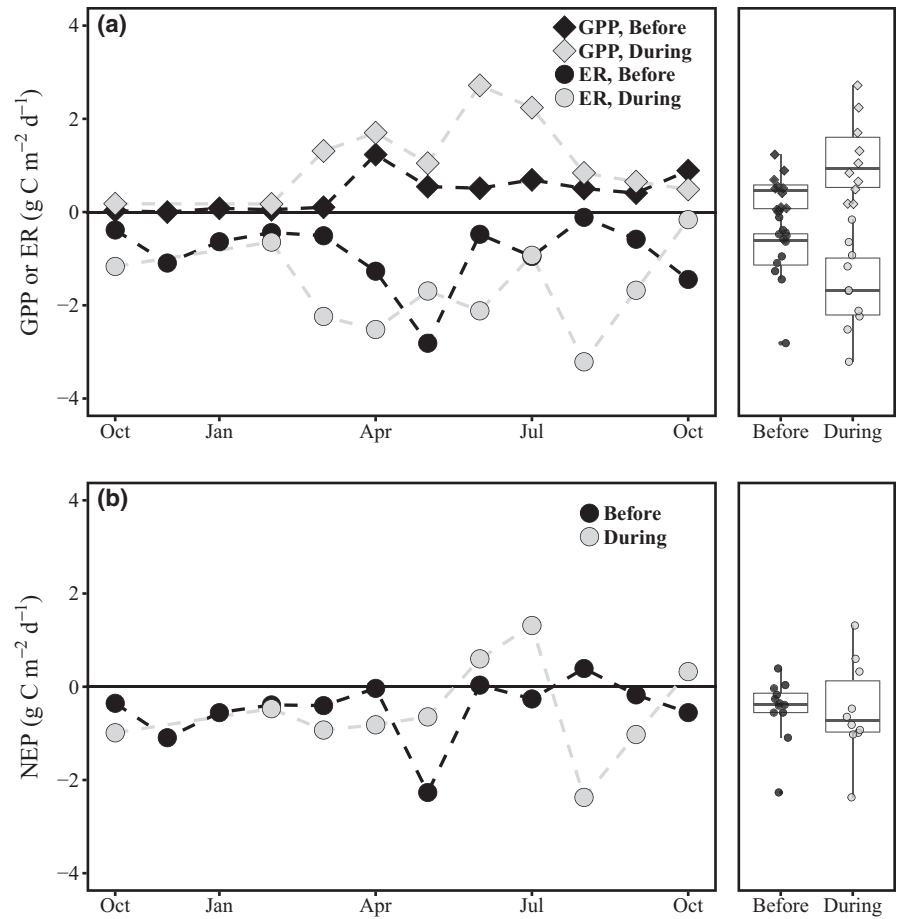 (a)
GPP, Before
GPP, During
ER, Before
ER, During
GPP or ER (g C m⁻² d⁻¹)
4
2
0
−2
−4
Oct Jan Apr Jul Oct
Before During
(b)
Before
During
NEP (g C m⁻² d⁻¹)
4
2
0
−2
−4
Oct Jan Apr Jul Oct
Before During